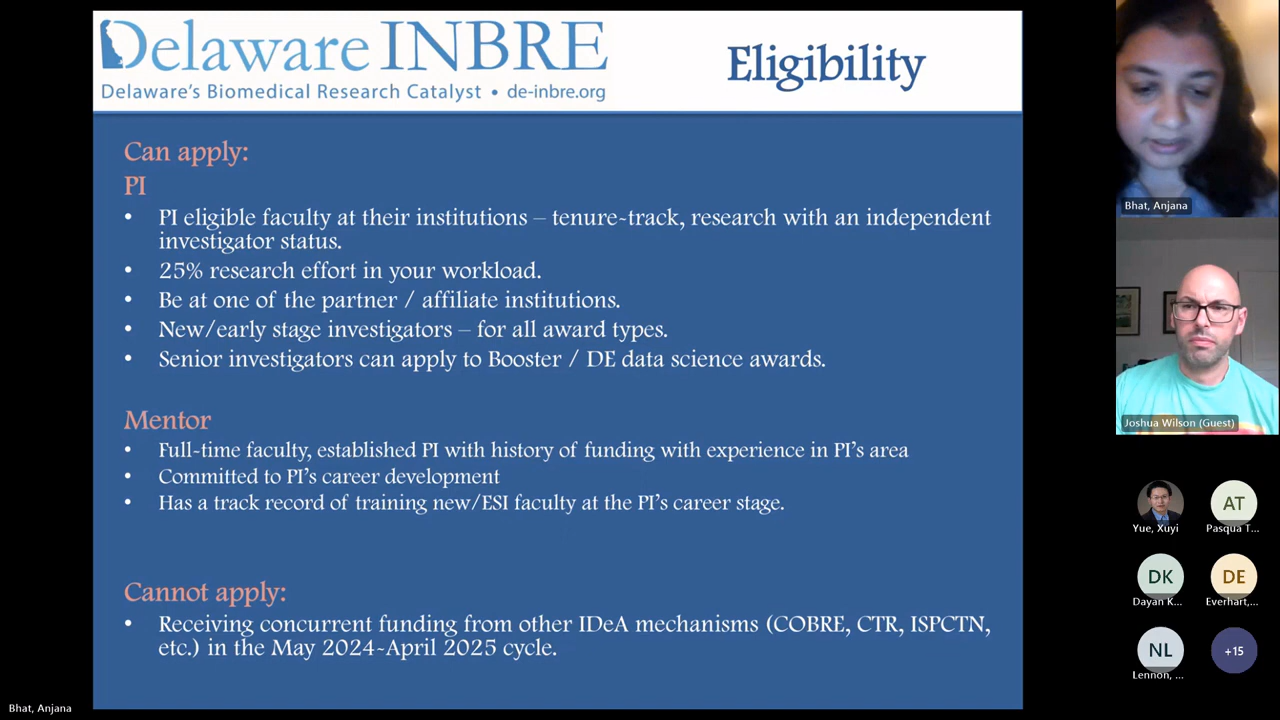 Delaware INBRE
Delaware's Biomedical Research Catalyst • de-inbre.org
Eligibility
Can apply:
PI
• PI eligible faculty at their institutions – tenure-track, research with an independent
investigator status.
• 25% research effort in your workload.
• Be at one of the partner / affiliate institutions.
• New/early stage investigators – for all award types.
• Senior investigators can apply to Booster / DE data science awards.
Mentor
• Full-time faculty, established PI with history of funding with experience in PI's area
• Committed to PI's career development
• Has a track record of training new/ESI faculty at the PI's career stage.
Cannot apply:
• Receiving concurrent funding from other IDeA mechanisms (COBRE, CTR, ISPCTN,
etc.) in the May 2024-April 2025 cycle.
Bhat, Anjana
Joshua Wilson (Guest)
Yue, Xuyi
AT
Pasqua T...
DK
Dayan K...
DE
Everhart,...
NL
Lennon, ...
+15
Bhat, Anjana